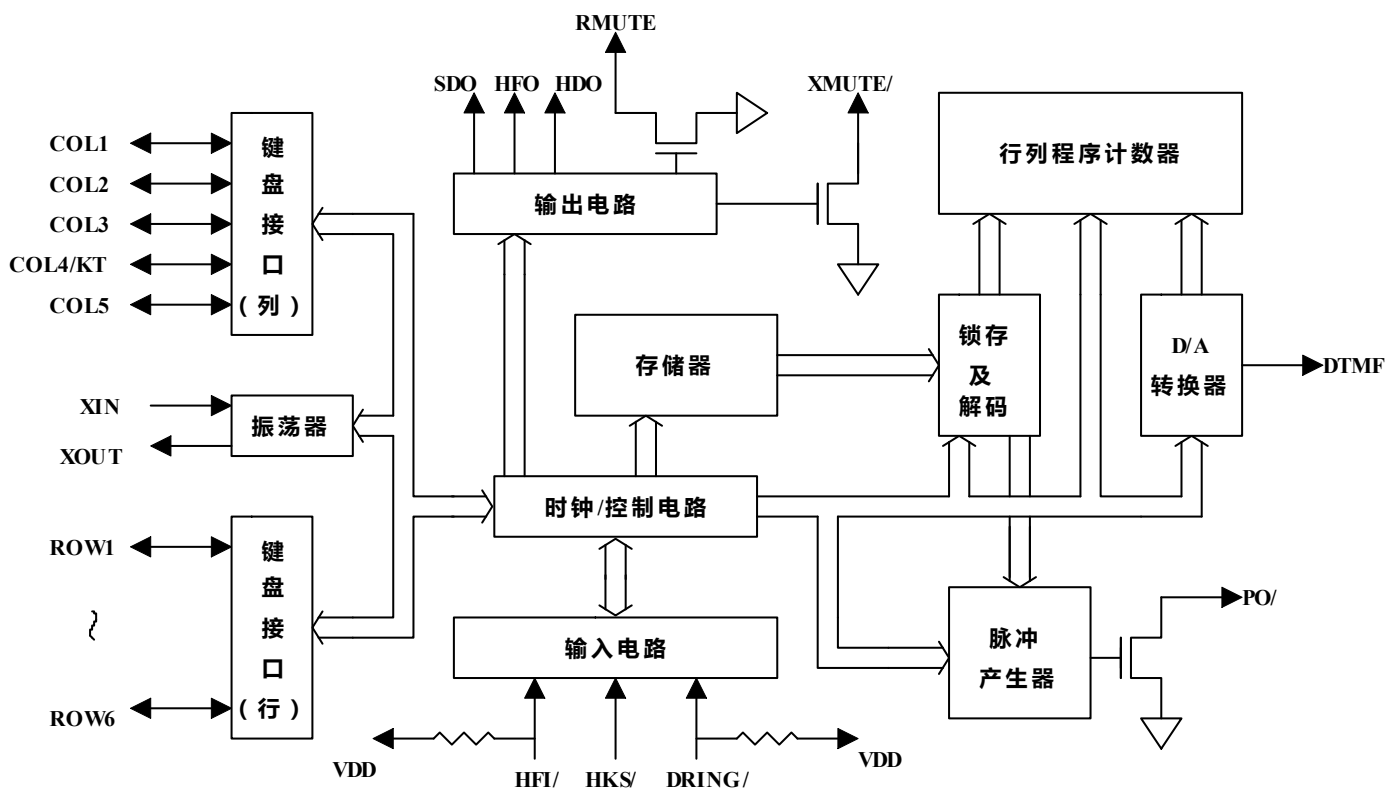 RMUTE
SDO HFO HDO
XMUTE/
COL1
COL2
COL3
COL4/KT
COL5
键
盘
接
口
(列)
输出电路
行列程序计数器
存储器
锁存
及
解码
D/A
转换器
DTMF
XIN
XOUT
振荡器
时钟/控制电路
ROW1
~
ROW6
键
盘
接
口
(行)
输入电路
脉冲
产生器
PO/
VDD
HFI/
HKS/
DRING/
VDD